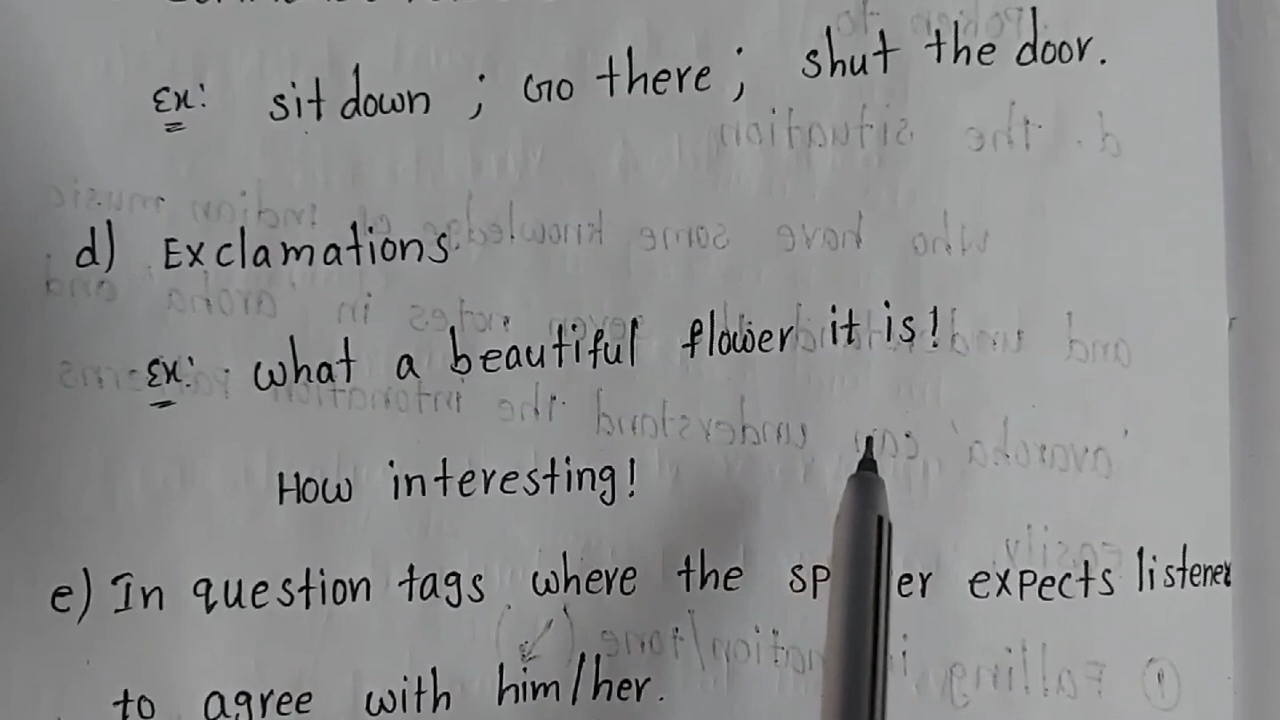 Ex: sit down ; Go there ; shut the door.
d) Exclamations.
Ex: what a beautiful flower it is!
How interesting!
e) In question tags where the sp er expects listener
to agree with him/her.